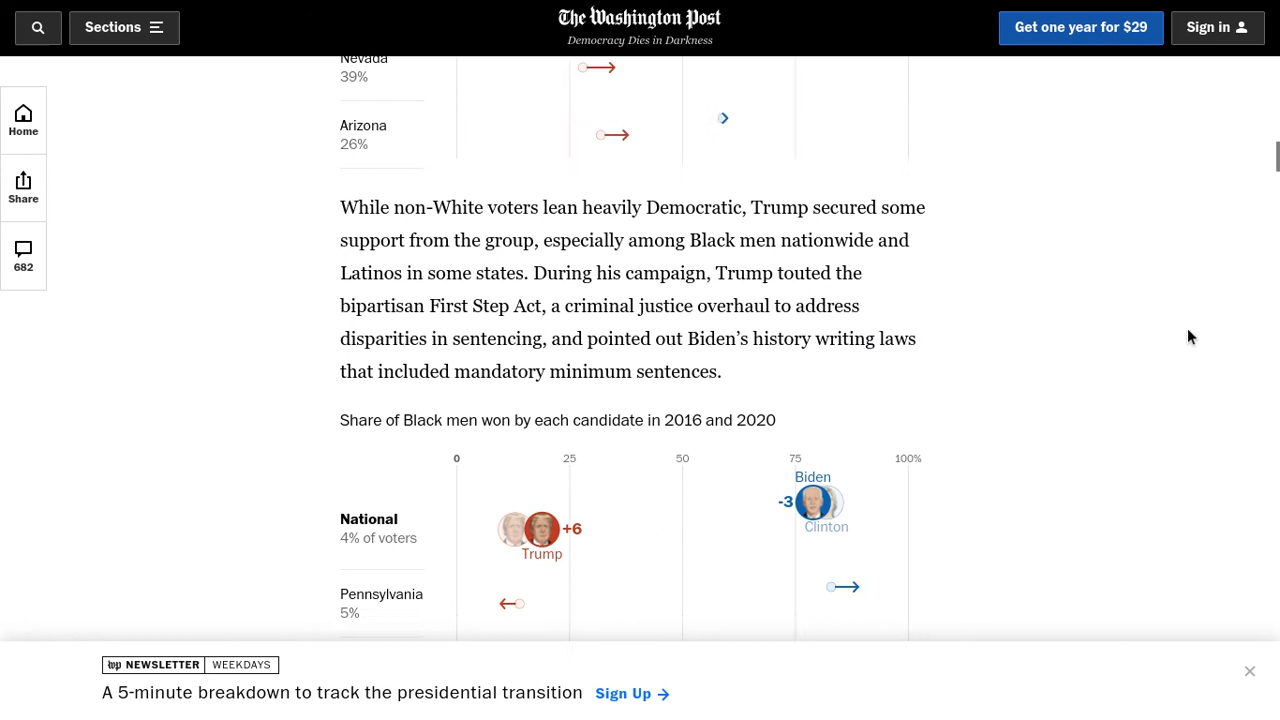 Sections
The Washington Post
Democracy Dies in Darkness
Get one year for $29
Sign in
Home
Share
682
Nevada
39%
Arizona
26%
While non-White voters lean heavily Democratic, Trump secured some
support from the group, especially among Black men nationwide and
Latinos in some states. During his campaign, Trump touted the
bipartisan First Step Act, a criminal justice overhaul to address
disparities in sentencing, and pointed out Biden’s history writing laws
that included mandatory minimum sentences.
Share of Black men won by each candidate in 2016 and 2020
0 25 50 75 100%
Biden
-3
Clinton
National
4% of voters
+6
Trump
Pennsylvania
5%
wp NEWSLETTER WEEKDAYS
A 5-minute breakdown to track the presidential transition Sign Up →